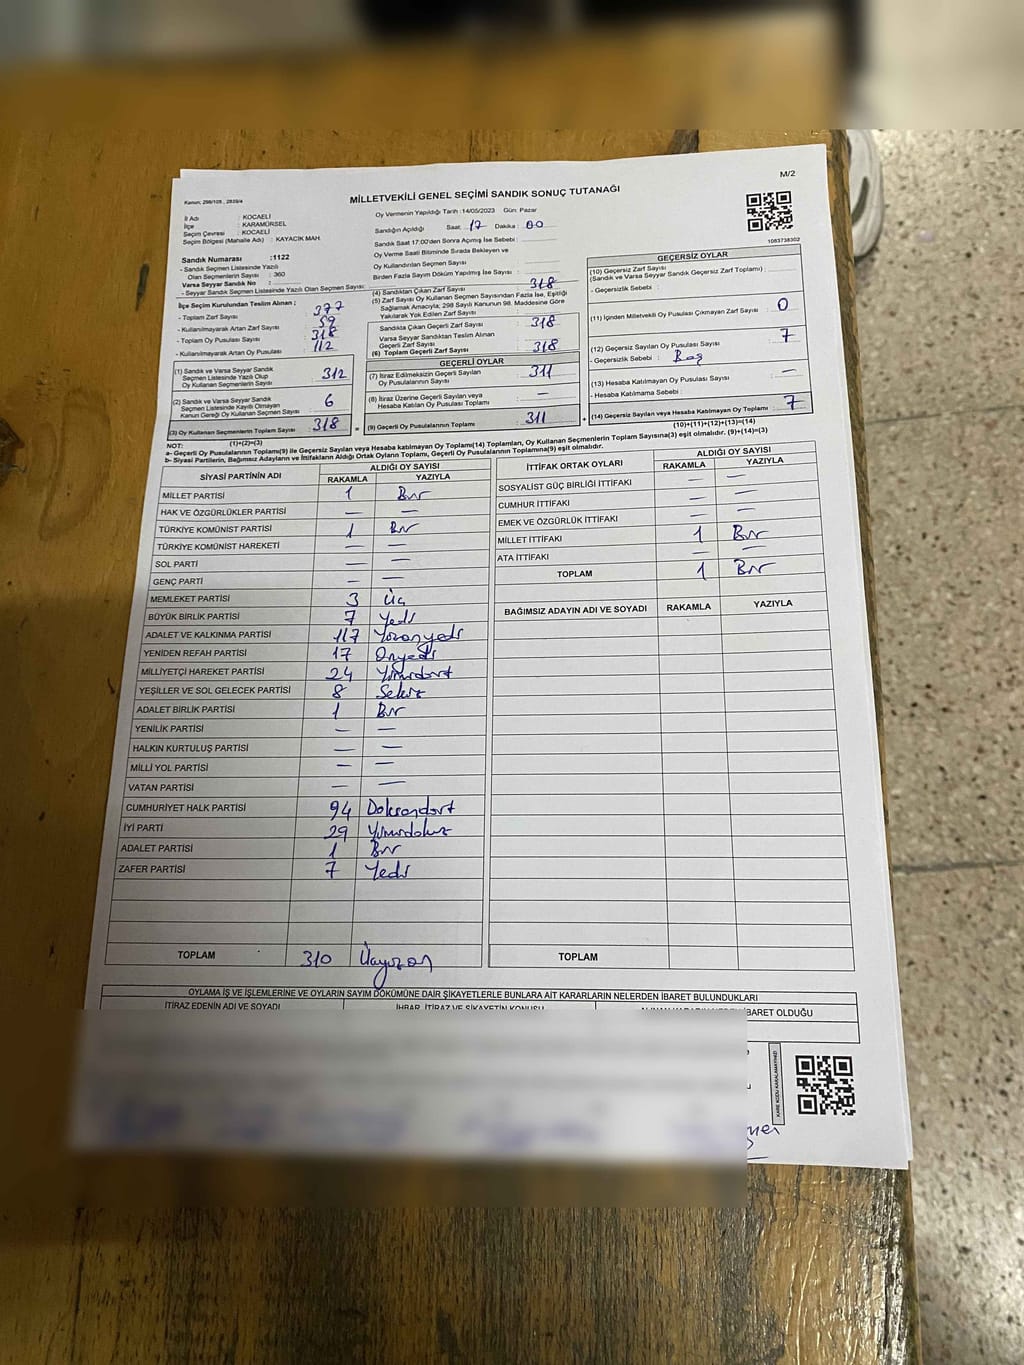 M/2
Kanun: 298/105 , 2839/4
MİLLETVEKİLİ GENEL SEÇİMİ SANDIK SONUÇ TUTANAĞI
1083738302
İl Adı : KOCAELİ
İlçe : KARAMÜRSEL
Seçim Çevresi : KOCAELİ
Seçim Bölgesi (Mahalle Adı) : KAYACIK MAH
Sandık Numarası :1122
- Sandık Seçmen Listesinde Yazılı
Olan Seçmenlerin Sayısı : 360
Varsa Seyyar Sandık No :
- Seyyar Sandık Seçmen Listesinde Yazılı Olan Seçmen Sayısı:
İlçe Seçim Kurulundan Teslim Alınan ;
- Toplam Zarf Sayısı : 377
- Kullanılmayarak Artan Zarf Sayısı : 59
- Toplam Oy Pusulası Sayısı : 318
- Kullanılmayarak Artan Oy Pusulası : 112
(1) Sandık ve Varsa Seyyar Sandık
Seçmen Listesinde Yazılı Olup
Oy Kullanan Seçmenlerin Sayısı : 312
(2) Sandık ve Varsa Seyyar Sandık
Seçmen Listesinde Kayıtlı Olmayan
Kanun Gereği Oy Kullanan Seçmen Sayısı : 6
(3) Oy Kullanan Seçmenlerin Toplam Sayısı : 318
(1)+(2)=(3)
Oy Vermenin Yapıldığı Tarih :14/05/2023 Gün: Pazar
Sandığın Açıldığı Saat: 17 Dakika : 00
Sandık Saat 17:00'den Sonra Açılmış İse Sebebi :
Oy Verme Saati Bitiminde Sırada Bekleyen ve
Oy Kullandırılan Seçmen Sayısı :
Birden Fazla Sayım Döküm Yapılmış İse Sayısı :
(4) Sandıktan Çıkan Zarf Sayısı : 318
(5) Zarf Sayısı Oy Kullanan Seçmen Sayısından Fazla İse, Eşitliği
Sağlamak Amacıyla; 298 Sayılı Kanunun 98. Maddesine Göre
Yakılarak Yok Edilen Zarf Sayısı :
Sandıkta Çıkan Geçerli Zarf Sayısı : 318
Varsa Seyyar Sandıktan Teslim Alınan
Geçerli Zarf Sayısı :
(6) Toplam Geçerli Zarf Sayısı : 318
GEÇERLİ OYLAR
(7) İtiraz Edilmeksizin Geçerli Sayılan
Oy Pusulalarının Sayısı : 311
(8) İtiraz Üzerine Geçerli Sayılan veya
Hesaba Katılan Oy Pusulası Toplamı : —
(9) Geçerli Oy Pusulalarının Toplamı : 311
GEÇERSİZ OYLAR
(10) Geçersiz Zarf Sayısı
(Sandık ve Varsa Seyyar Sandık Geçersiz Zarf Toplamı) :
- Geçersizlik Sebebi :
(11) İçinden Milletvekili Oy Pusulası Çıkmayan Zarf Sayısı : 0
(12) Geçersiz Sayılan Oy Pusulası Sayısı : 7
- Geçersizlik Sebebi : Boş
(13) Hesaba Katılmayan Oy Pusulası Sayısı : —
- Hesaba Katılmama Sebebi :
(14) Geçersiz Sayılan veya Hesaba Katılmayan Oy Toplamı : 7
(10)+(11)+(12)+(13)=(14)
NOT:
a- Geçerli Oy Pusulalarının Toplamı(9) ile Geçersiz Sayılan veya Hesaba katılmayan Oy Toplamı(14) Toplamları, Oy Kullanan Seçmenlerin Toplam Sayısına(3) eşit olmalıdır. (9)+(14)=(3)
b- Siyasi Partilerin, Bağımsız Adayların ve İttifakların Aldığı Ortak Oyların Toplamı, Geçerli Oy Pusulalarının Toplamına(9) eşit olmalıdır.
SİYASİ PARTİNİN ADI ALDIĞI OY SAYISI
RAKAMLA YAZIYLA
MİLLET PARTİSİ 1 Bir
HAK VE ÖZGÜRLÜKLER PARTİSİ — —
TÜRKİYE KOMÜNİST PARTİSİ 1 Bir
TÜRKİYE KOMÜNİST HAREKETİ — —
SOL PARTİ — —
GENÇ PARTİ — —
MEMLEKET PARTİSİ 3 Üç
BÜYÜK BİRLİK PARTİSİ 7 Yedi
ADALET VE KALKINMA PARTİSİ 117 Yüzonyedi
YENİDEN REFAH PARTİSİ 17 Onyedi
MİLLİYETÇİ HAREKET PARTİSİ 24 Yirmidört
YEŞİLLER VE SOL GELECEK PARTİSİ 8 Sekiz
ADALET BİRLİK PARTİSİ 1 Bir
YENİLİK PARTİSİ — —
HALKIN KURTULUŞ PARTİSİ — —
MİLLİ YOL PARTİSİ — —
VATAN PARTİSİ — —
CUMHURİYET HALK PARTİSİ 94 Doksandört
İYİ PARTİ 29 Yirmidokuz
ADALET PARTİSİ 1 Bir
ZAFER PARTİSİ 7 Yedi
TOPLAM 310 Üçyüzon
İTTİFAK ORTAK OYLARI ALDIĞI OY SAYISI
RAKAMLA YAZIYLA
SOSYALİST GÜÇ BİRLİĞİ İTTİFAKI — —
CUMHUR İTTİFAKI — —
EMEK VE ÖZGÜRLÜK İTTİFAKI — —
MİLLET İTTİFAKI 1 Bir
ATA İTTİFAKI — —
TOPLAM 1 Bir
BAĞIMSIZ ADAYIN ADI VE SOYADI RAKAMLA YAZIYLA
TOPLAM
OYLAMA İŞ VE İŞLEMLERİNE VE OYLARIN SAYIM DÖKÜMÜNE DAİR ŞİKAYETLERLE BUNLARA AİT KARARLARIN NELERDEN İBARET BULUNDUKLARI
İTİRAZ EDENİN ADI VE SOYADI İHBAR, İTİRAZ VE ŞİKAYETİN KONUSU İBARET OLDUĞU
KARE KODU KARALAMAYINIZ